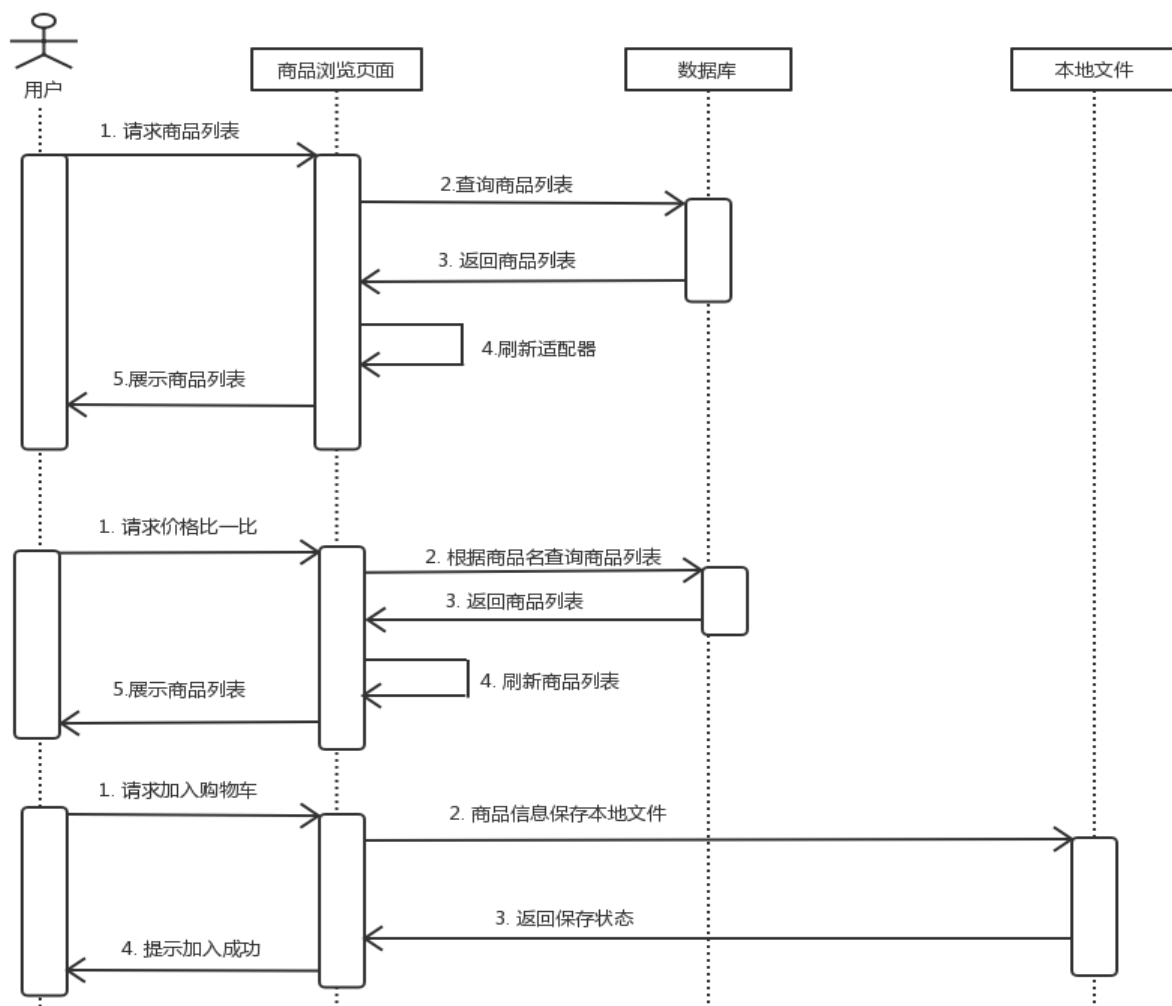 用户
商品浏览页面
数据库
本地文件
1. 请求商品列表
2.查询商品列表
3. 返回商品列表
4.刷新适配器
5.展示商品列表
1. 请求价格比一比
2. 根据商品名查询商品列表
3. 返回商品列表
4. 刷新商品列表
5.展示商品列表
1. 请求加入购物车
2. 商品信息保存本地文件
3. 返回保存状态
4. 提示加入成功